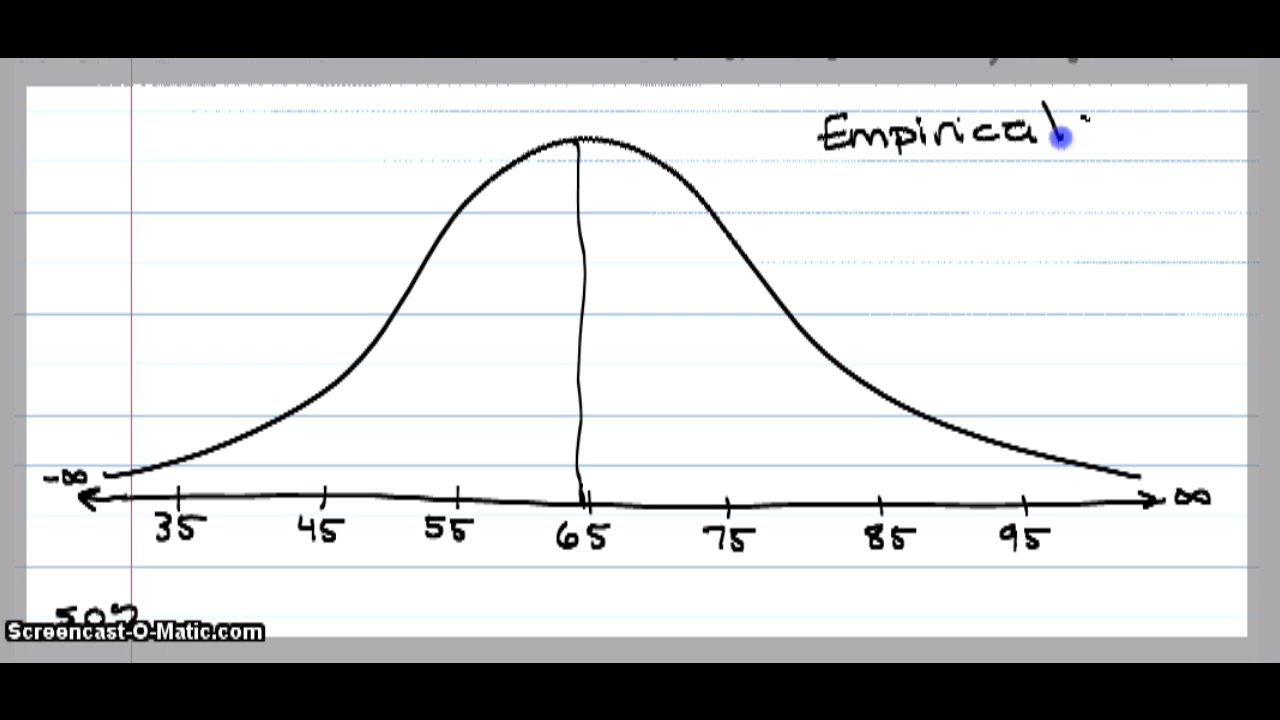 Empirical
-∞ ∞
35 45 55 65 75 85 95
Screencast-O-Matic.com